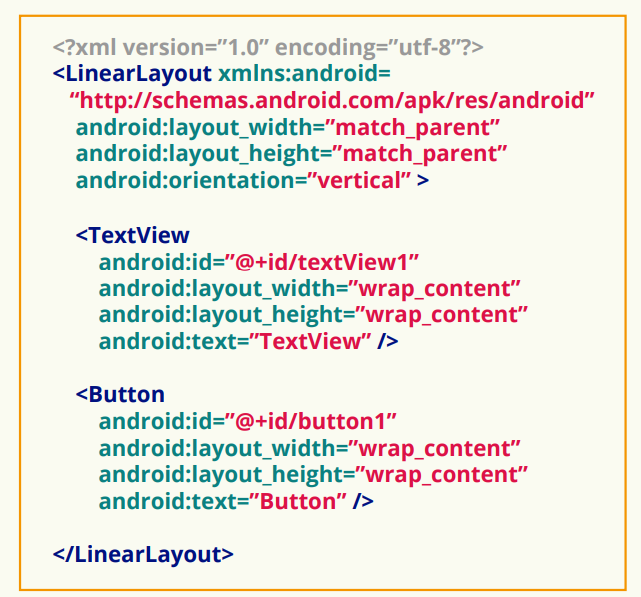 <?xml version=”1.0” encoding=”utf-8”?>
<LinearLayout xmlns:android=
“http://schemas.android.com/apk/res/android”
android:layout_width=”match_parent”
android:layout_height=”match_parent”
android:orientation=”vertical” >
<TextView
android:id=”@+id/textView1”
android:layout_width=”wrap_content”
android:layout_height=”wrap_content”
android:text=”TextView” />
<Button
android:id=”@+id/button1”
android:layout_width=”wrap_content”
android:layout_height=”wrap_content”
android:text=”Button” />
</LinearLayout>